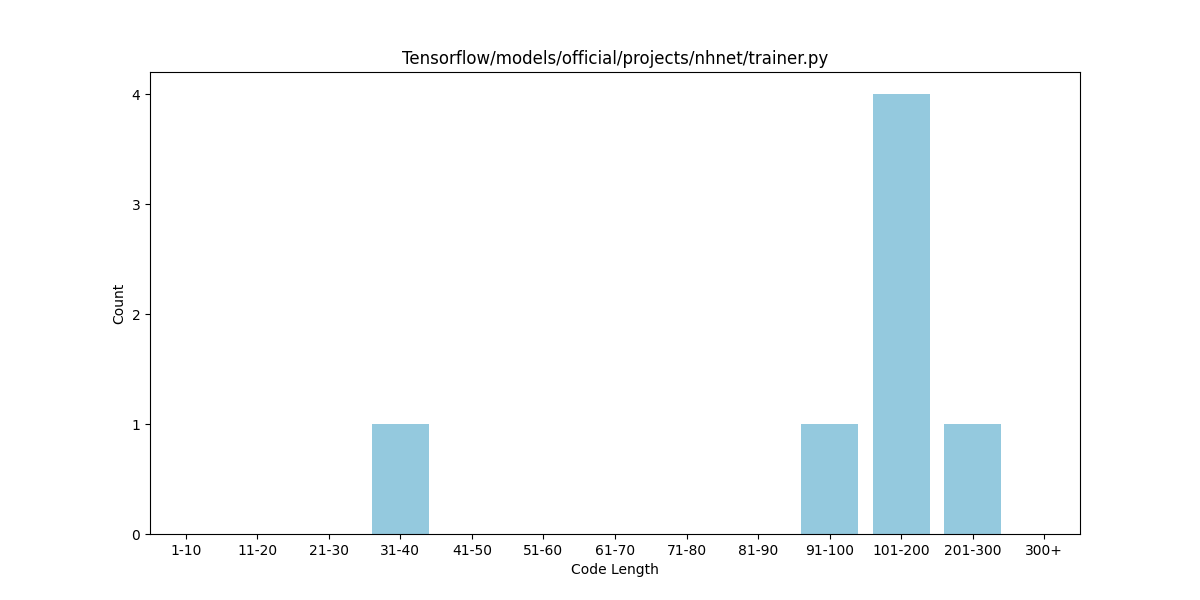 Tensorflow/models/official/projects/nhnet/trainer.py
4
3
2
1
0
Count
1-10 11-20 21-30 31-40 41-50 51-60 61-70 71-80 81-90 91-100 101-200 201-300 300+
Code Length